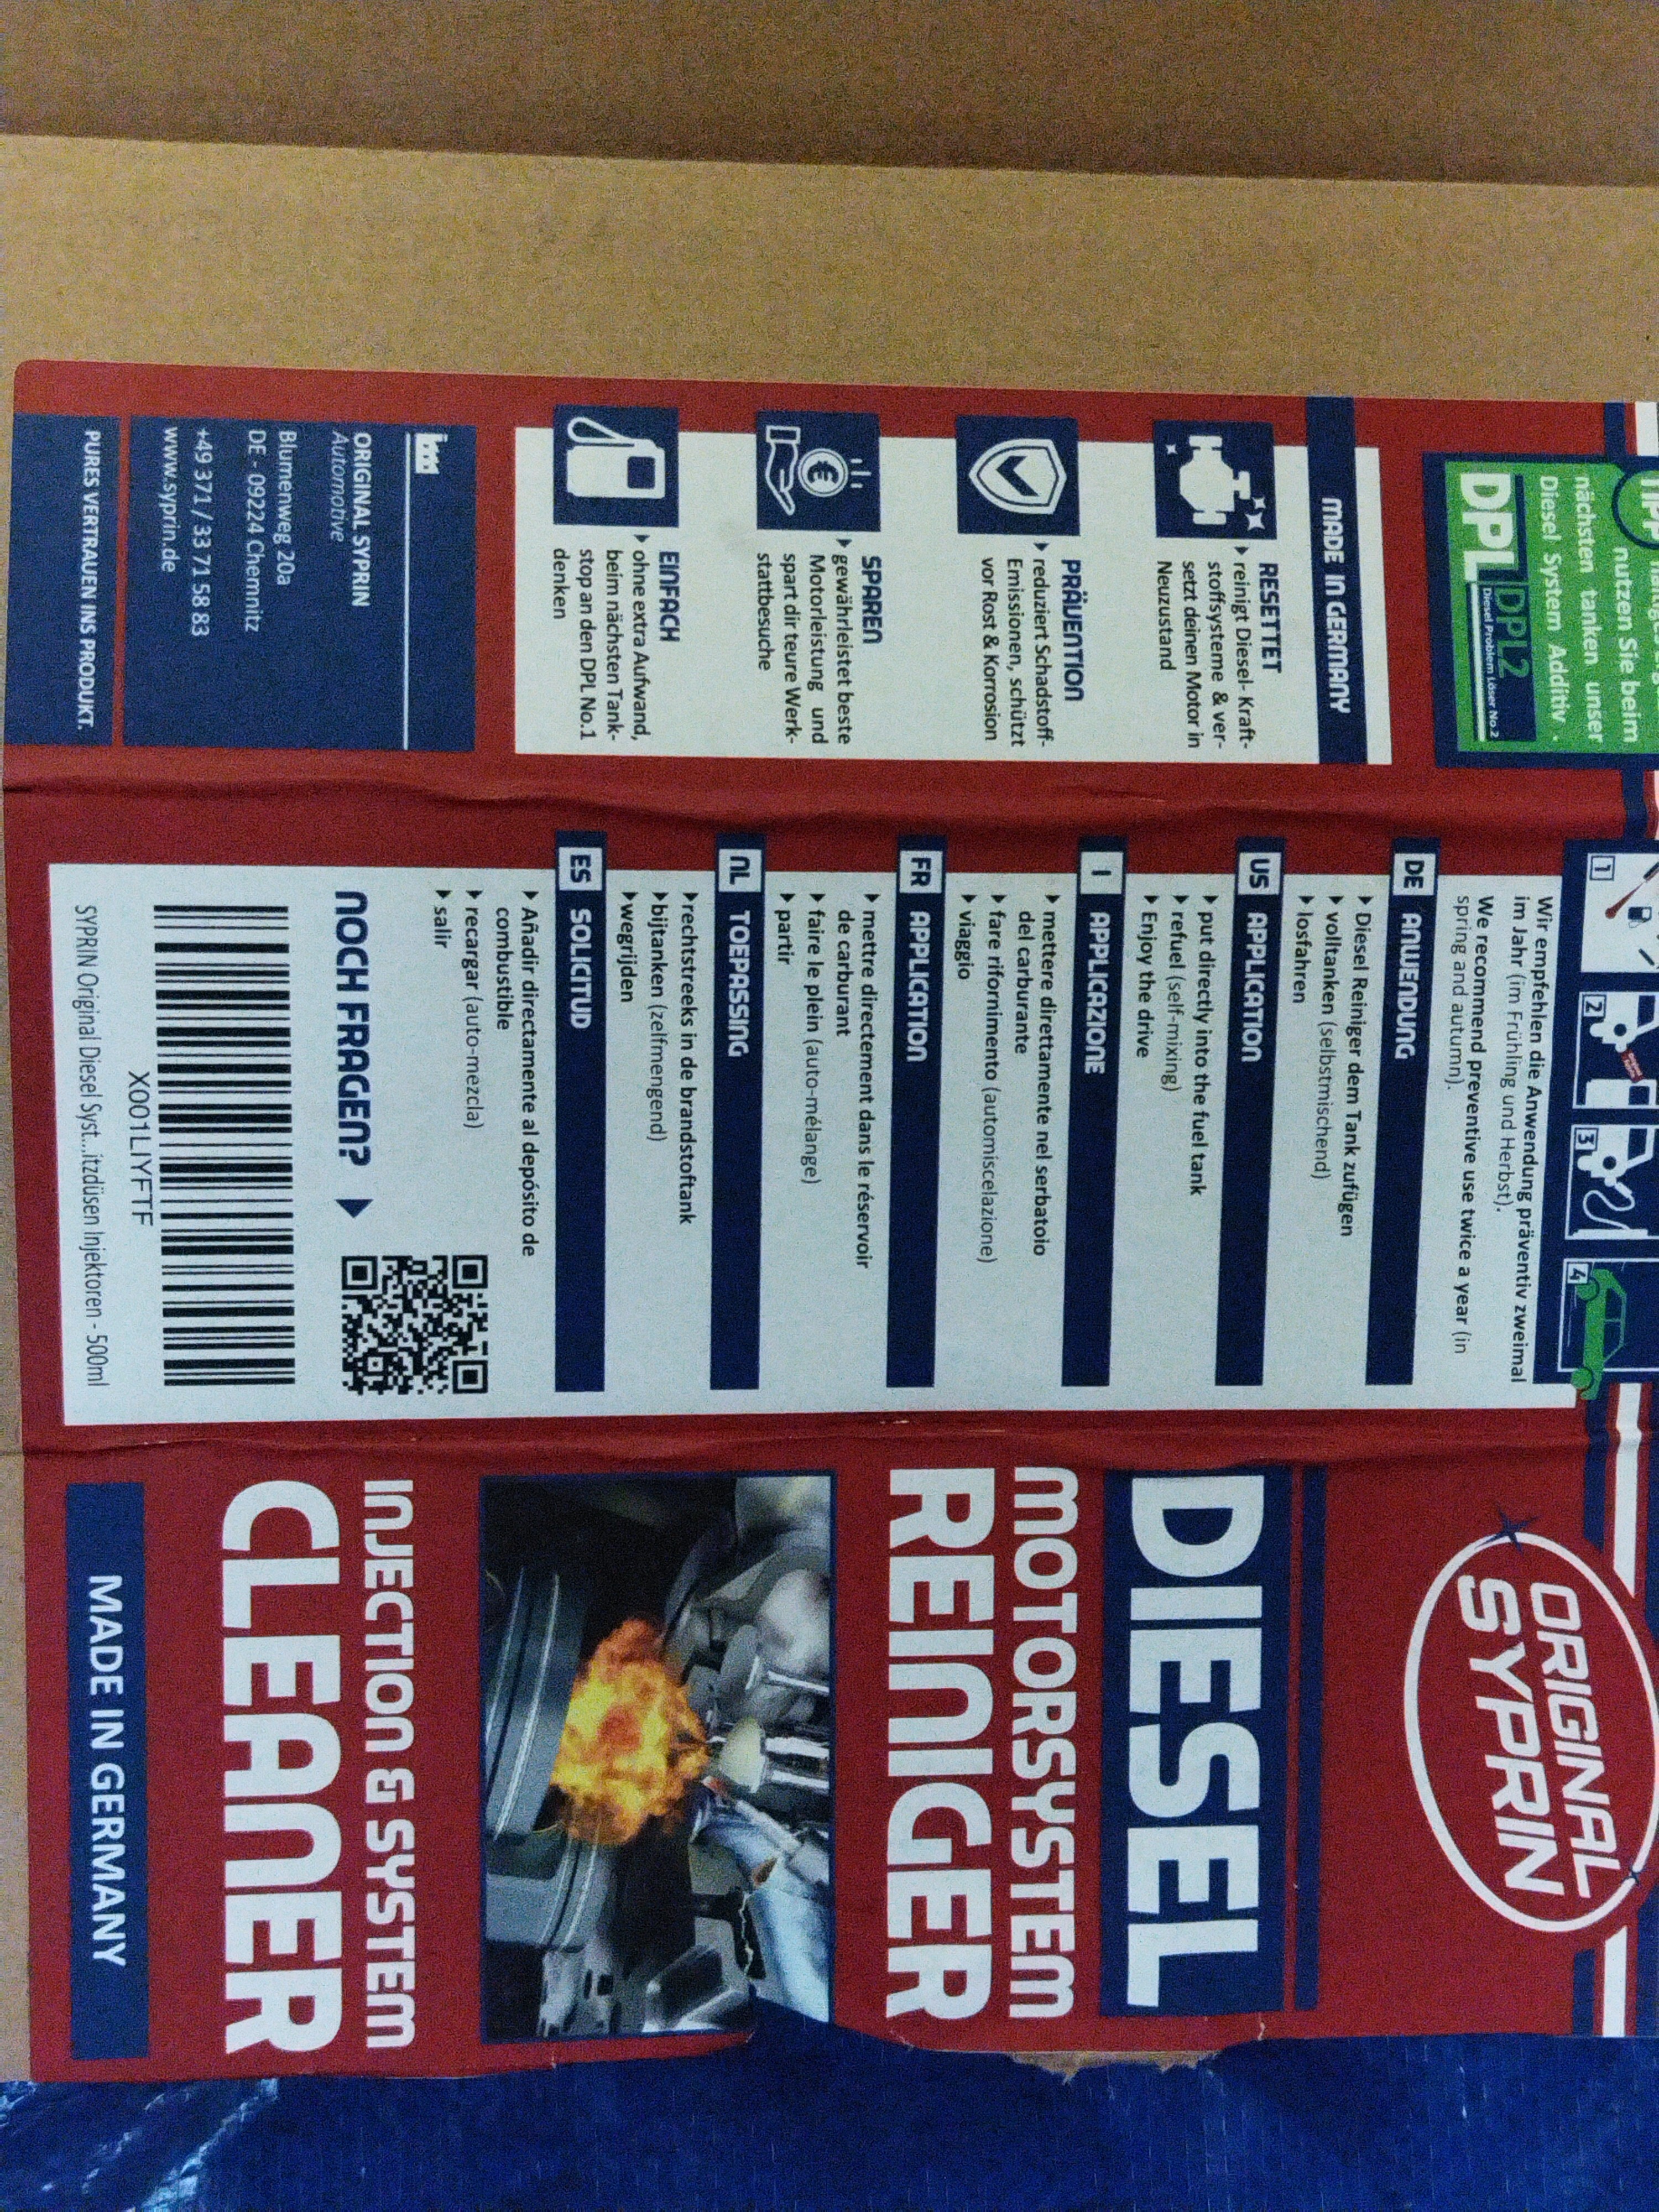 nutzen Sie beim
nächsten tanken unser
Diesel System Additiv -
DPL DPL2
Diesel Problem Löser No.2
MADE IN GERMANY
RESETTET
reinigt Diesel- Kraft-
stoffsysteme & ver-
setzt deinen Motor in
Neuzustand
PRÄVENTION
reduziert Schadstoff-
Emissionen, schützt
vor Rost & Korrosion
SPAREN
gewährleistet beste
Motorleistung und
spart dir teure Werk-
stattbesuche
EINFACH
ohne extra Aufwand,
beim nächsten Tank-
stop an den DPL No.1
denken
ORIGINAL SYPRIN
Automotive
Blumenweg 20a
DE - 09224 Chemnitz
+49 371 / 33 71 58 83
www.syprin.de
PURES VERTRAUEN INS PRODUKT.
1
2
3
4
Wir empfehlen die Anwendung präventiv zweimal
im Jahr (im Frühling und Herbst).
We recommend preventive use twice a year (in
spring and autumn).
DE ANWENDUNG
Diesel Reiniger dem Tank zufügen
volltanken (selbstmischend)
losfahren
US APPLICATION
put directly into the fuel tank
refuel (self-mixing)
Enjoy the drive
I APPLIZAZIONE
mettere direttamente nel serbatoio
del carburante
fare rifornimento (automiscelazione)
viaggio
FR APPLICATION
mettre directement dans le réservoir
de carburant
faire le plein (auto-mélange)
partir
NL TOEPASSING
rechtstreeks in de brandstoftank
bijtanken (zelfmengend)
wegrijden
ES SOLICITUD
Añadir directamente al depósito de
combustible
recargar (auto-mezcla)
salir
NOCH FRAGEN?
X001LIYFTF
SYPRIN Original Diesel Syst...itzdüsen Injektoren - 500ml
ORIGINAL
SYPRIN
DIESEL
MOTORSYSTEM
REINIGER
INJECTION & SYSTEM
CLEANER
MADE IN GERMANY